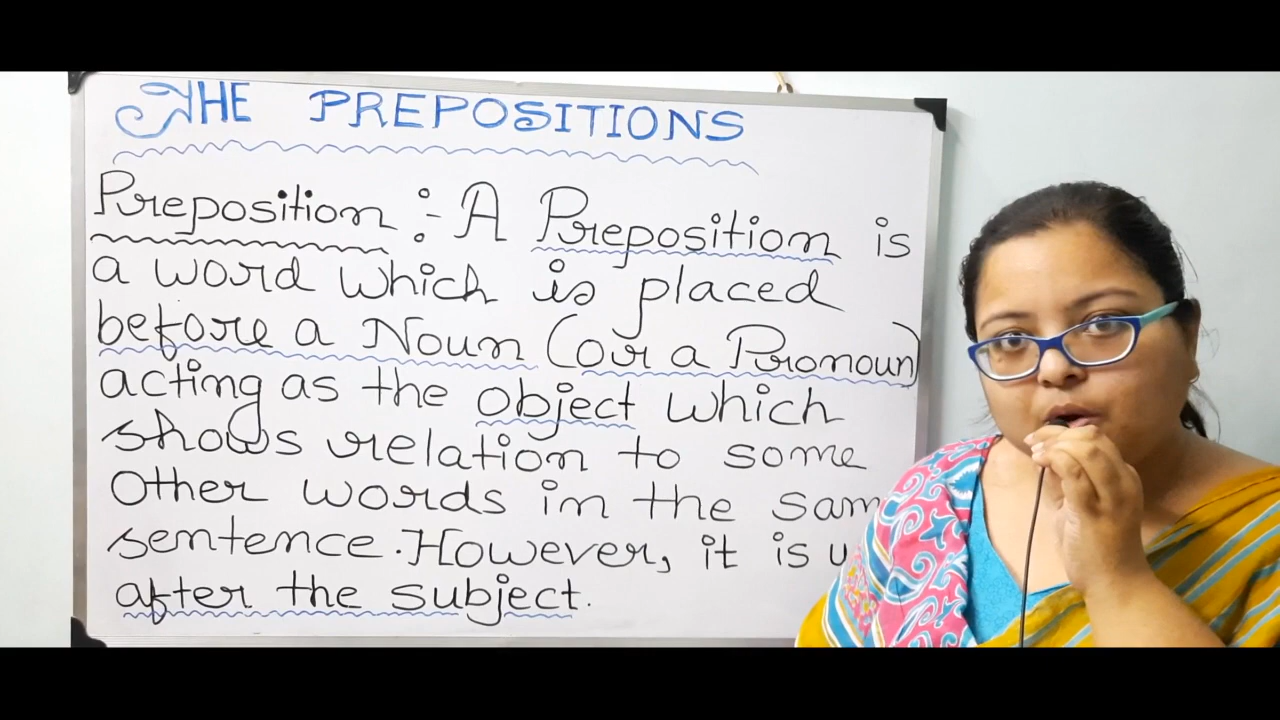 THE PREPOSITIONS
Preposition :- A Preposition is
a word which is placed
before a Noun (or a Pronoun)
acting as the object which
shows relation to some
Other words in the
sentence. However, it is
after the subject.